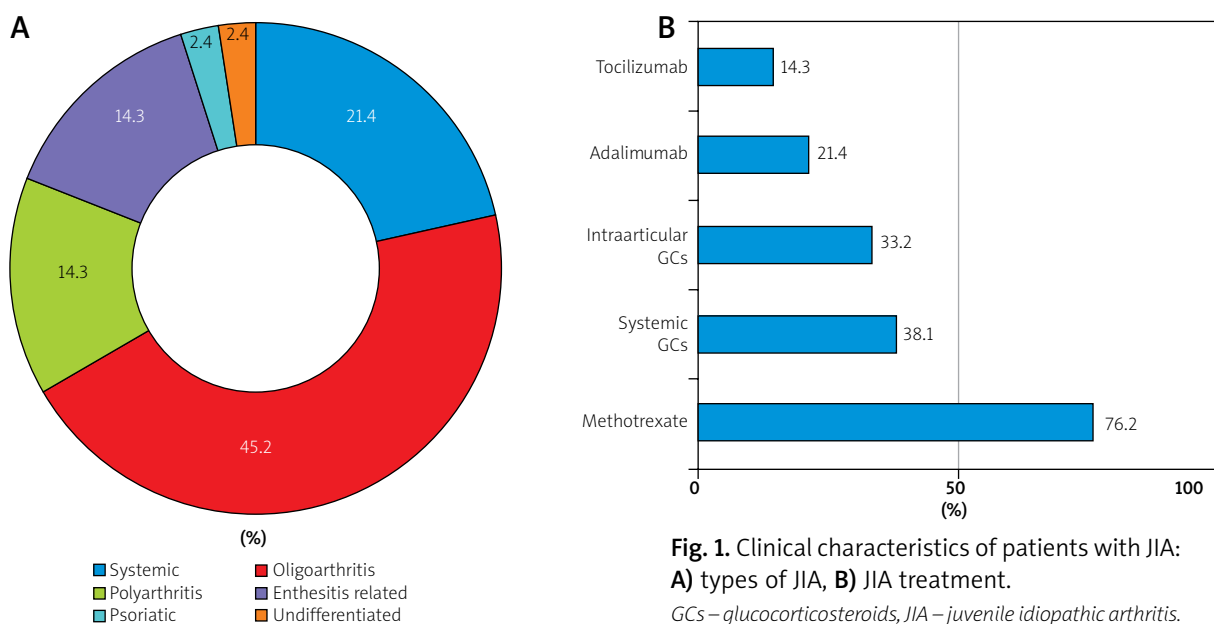 A
2.4
2.4
14.3
21.4
14.3
45.2
(%)
Systemic
Oligoarthritis
Polyarthritis
Enthesitis related
Psoriatic
Undifferentiated
B
Tocilizumab
14.3
Adalimumab
21.4
Intraarticular
GCs
33.2
Systemic
GCs
38.1
Methotrexate
76.2
0
50
100
(%)
Fig. 1. Clinical characteristics of patients with JIA:
A) types of JIA, B) JIA treatment.
GCs – glucocorticosteroids, JIA – juvenile idiopathic arthritis.